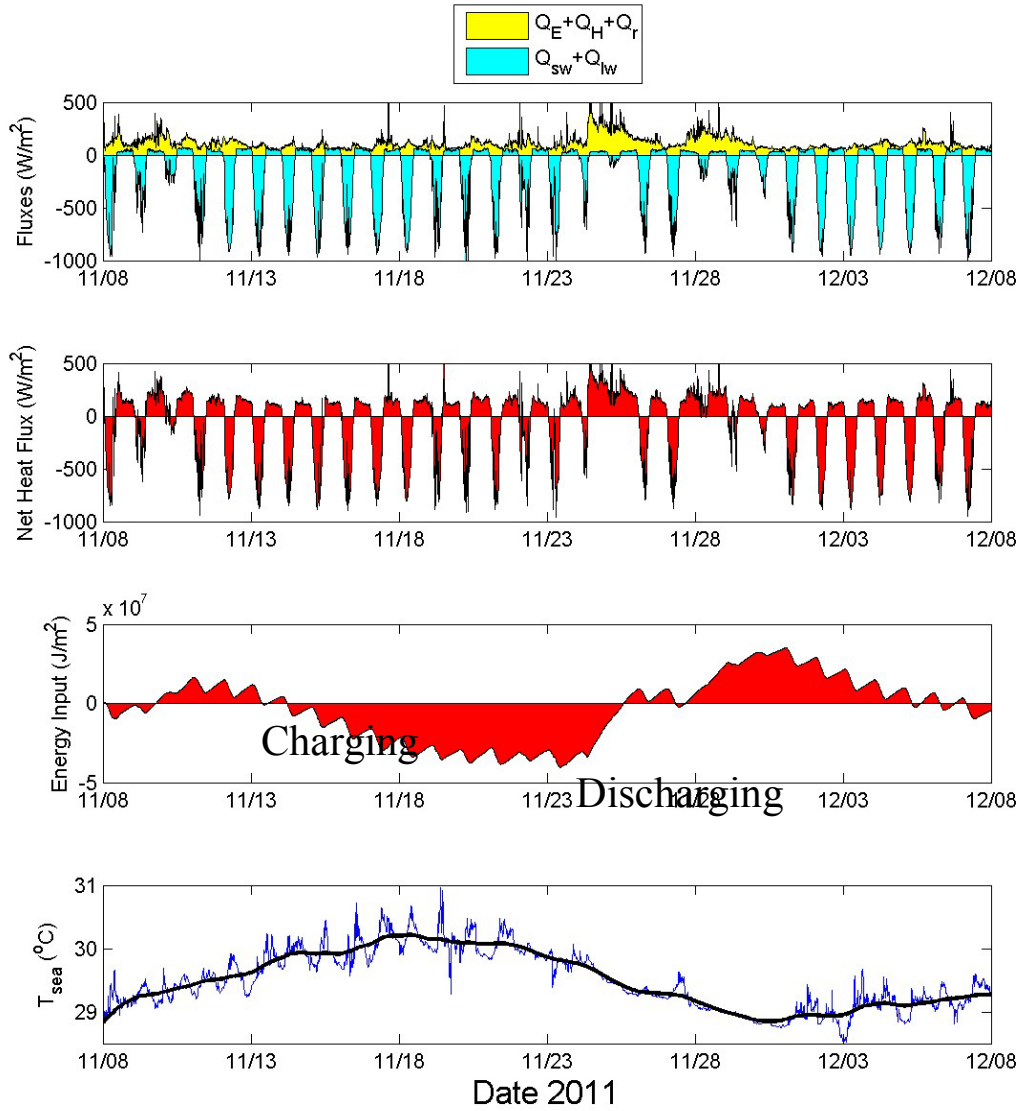 Q_E+Q_H+Q_r
Q_sw+Q_lw
Fluxes (W/m²)
500
0
-500
-1000
11/08 11/13 11/18 11/23 11/28 12/03 12/08
Net Heat Flux (W/m²)
500
0
-500
-1000
11/08 11/13 11/18 11/23 11/28 12/03 12/08
x 10⁷
Energy Input (J/m²)
5
0
-5
Charging
11/08 11/13 11/18 11/23 11/28 12/03 12/08
Discharging
T_sea (⁰C)
31
30
29
11/08 11/13 11/18 11/23 11/28 12/03 12/08
Date 2011